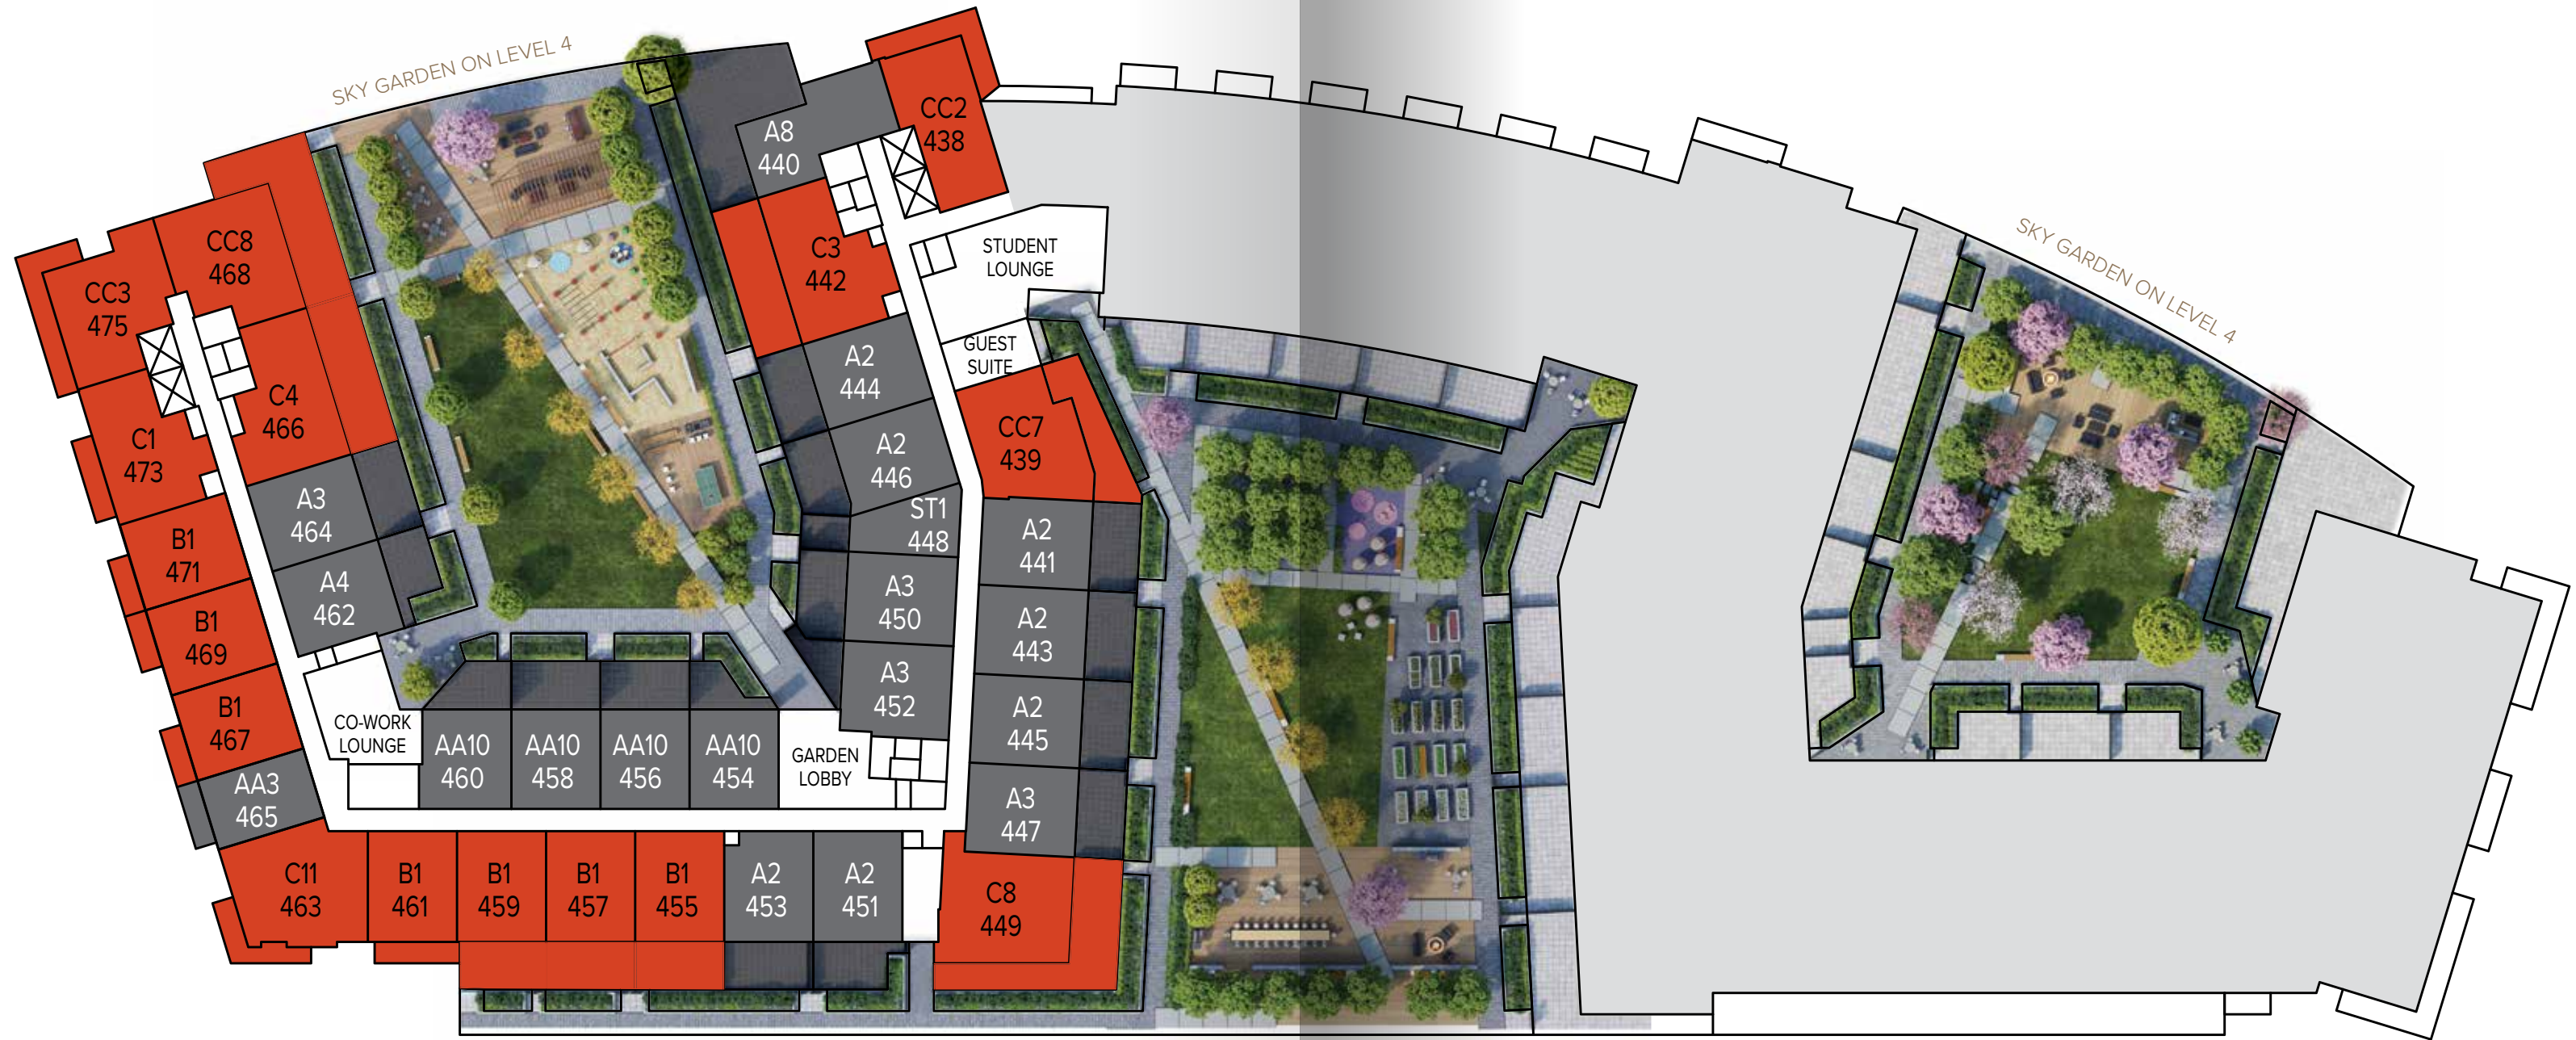 SKY GARDEN ON LEVEL 4
CC2
438
A8
440
CC8
468
CC3
475
C3
442
STUDENT
LOUNGE
GUEST
SUITE
A2
444
C4
466
C1
473
CC7
439
A2
446
A3
464
ST1
448
B1
471
A2
441
A4
462
A3
450
B1
469
A2
443
A3
452
B1
467
CO-WORK
LOUNGE
A2
445
AA10
460
AA10
458
AA10
456
AA10
454
GARDEN
LOBBY
AA3
465
A3
447
C11
463
B1
461
B1
459
B1
457
B1
455
A2
453
A2
451
C8
449
SKY GARDEN ON LEVEL 4